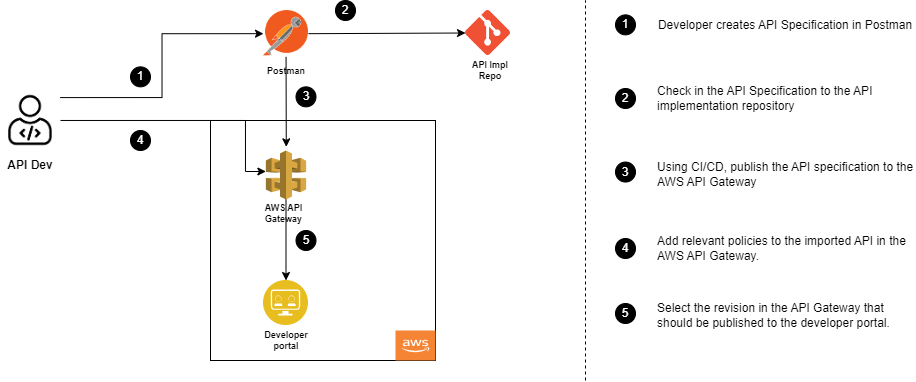 2
1
Developer creates API Specification in Postman
Postman
API Impl
Repo
1
3
2
Check in the API Specification to the API
implementation repository
4
API Dev
3
Using CI/CD, publish the API specification to the
AWS API Gateway
AWS API
Gateway
5
4
Add relevant policies to the imported API in the
AWS API Gateway.
5
Select the revision in the API Gateway that
should be published to the developer portal.
Developer
portal
aws